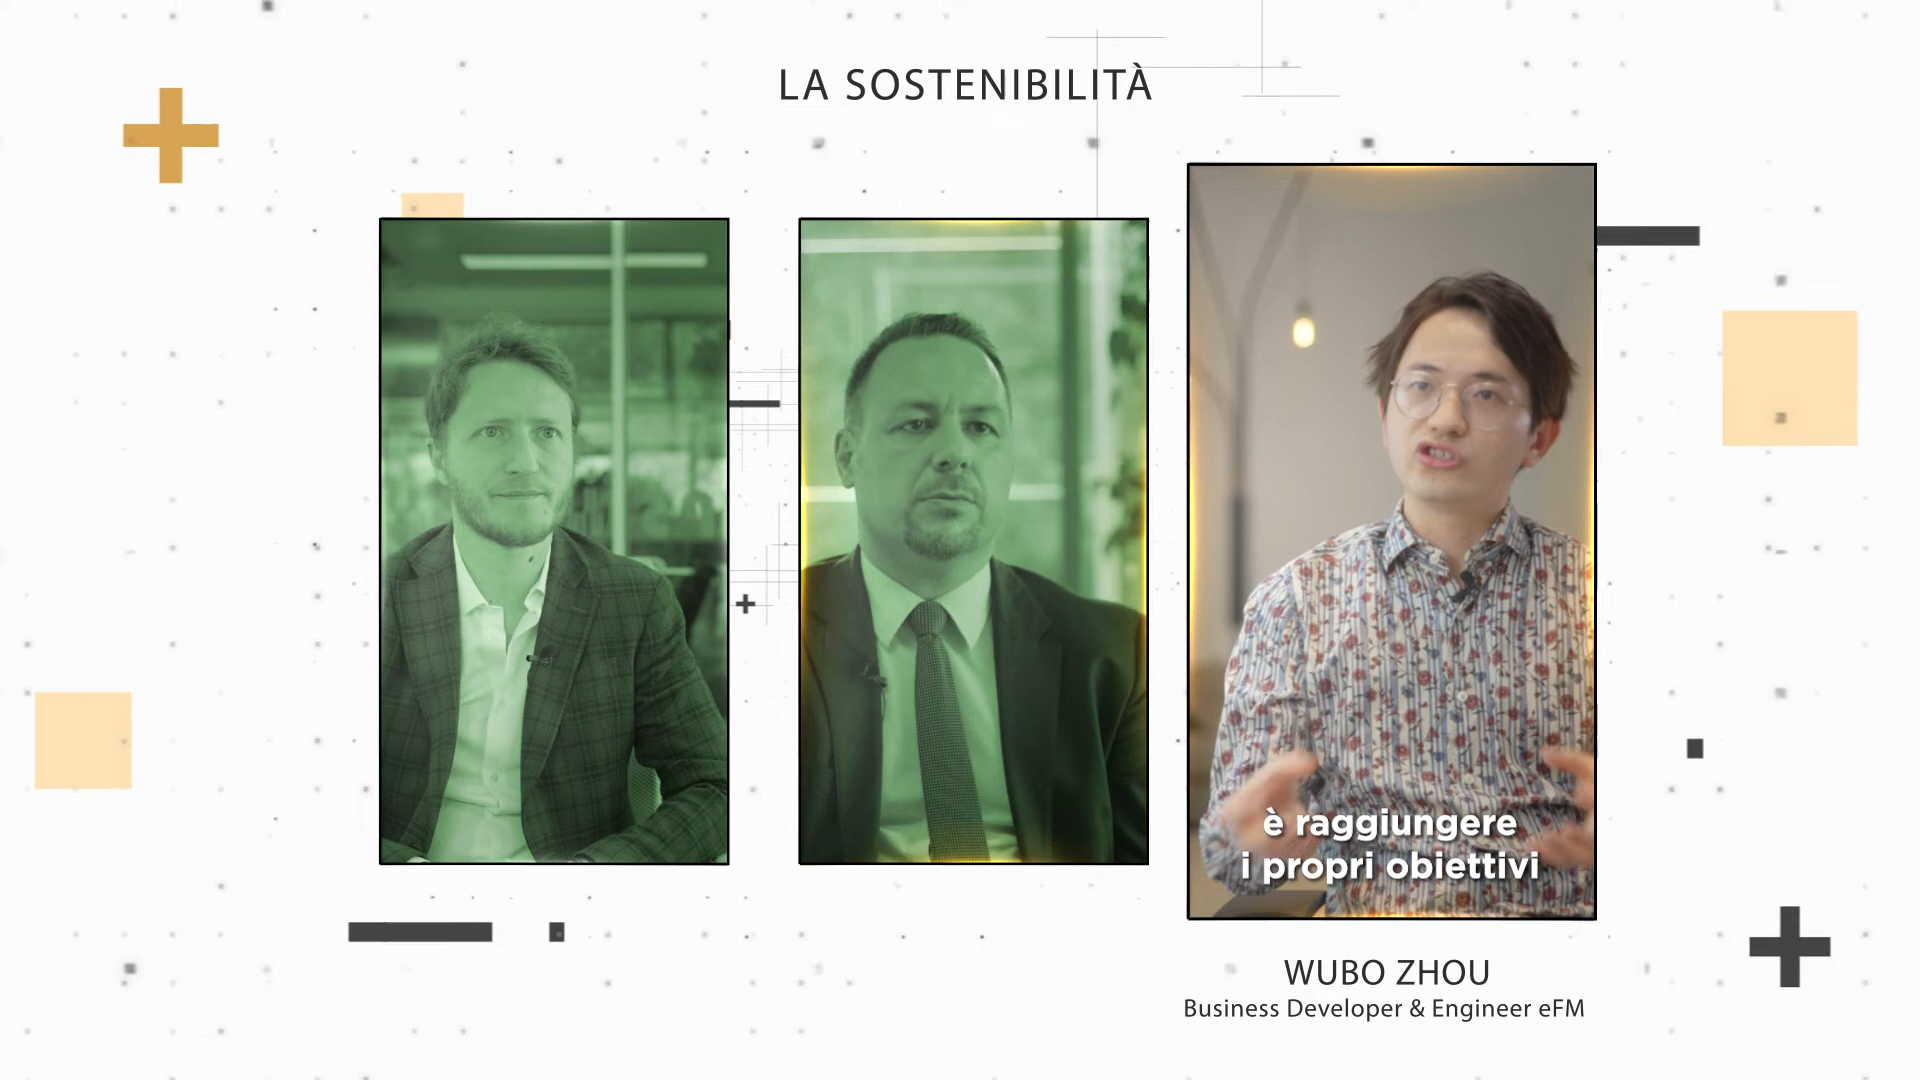 LA SOSTENIBILITÀ
è raggiungere
i propri obiettivi
WUBO ZHOU
Business Developer & Engineer eFM